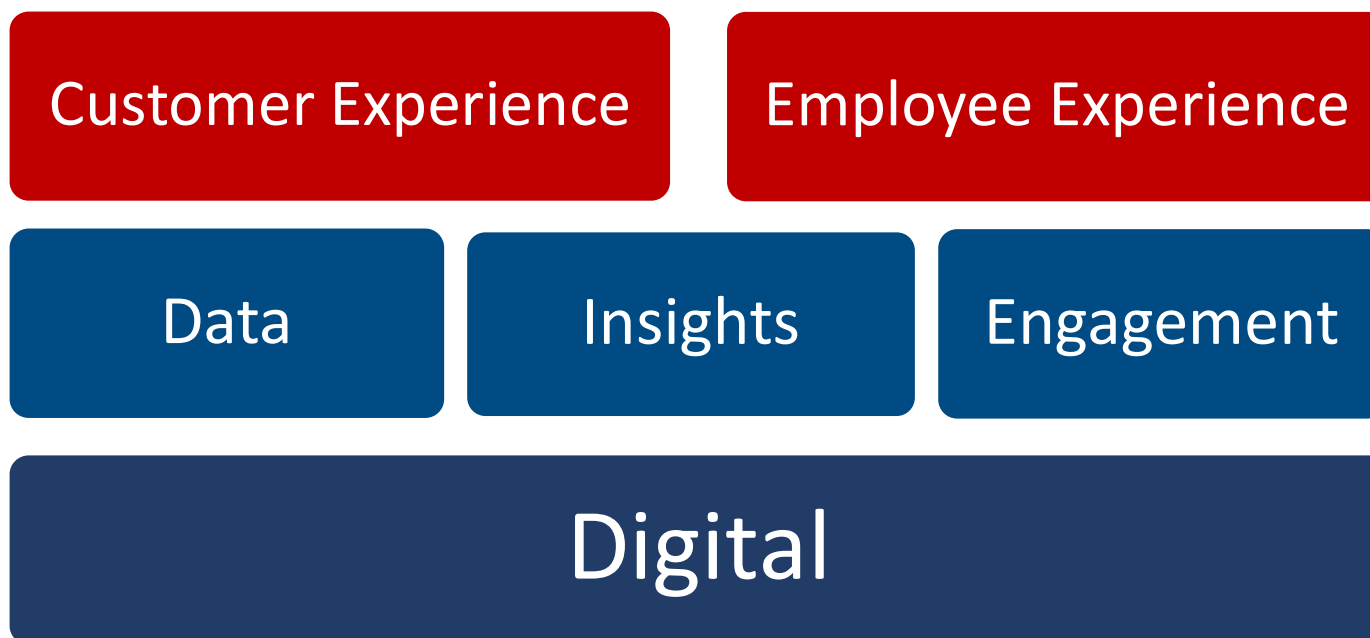 Customer Experience
Employee Experience
Data
Insights
Engagement
Digital